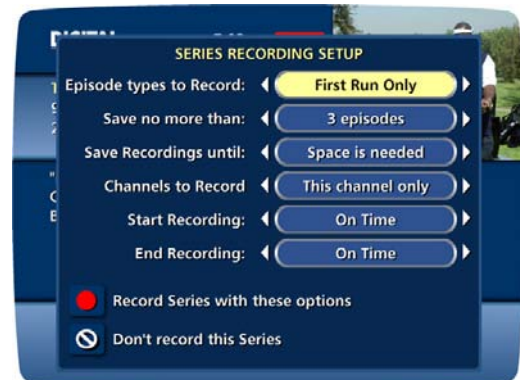 SERIES RECORDING SETUP
Episode types to Record: First Run Only
Save no more than: 3 episodes
Save Recordings until: Space is needed
Channels to Record This channel only
Start Recording: On Time
End Recording: On Time
Record Series with these options
Don't record this Series